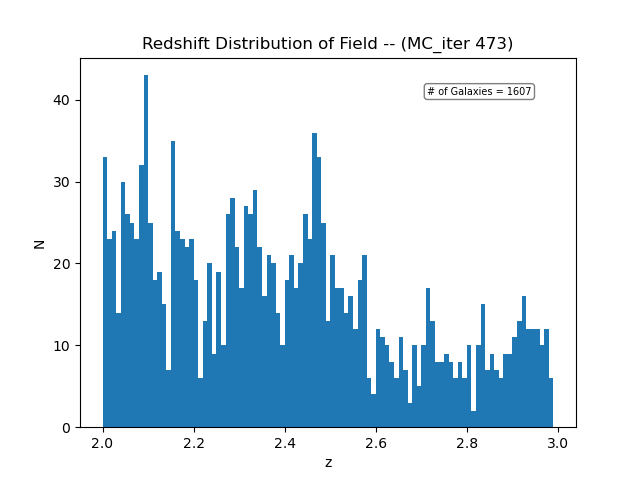 Redshift Distribution of Field -- (MC_iter 473)
# of Galaxies = 1607
40
30
20
10
0
N
2.0 2.2 2.4 2.6 2.8 3.0
z